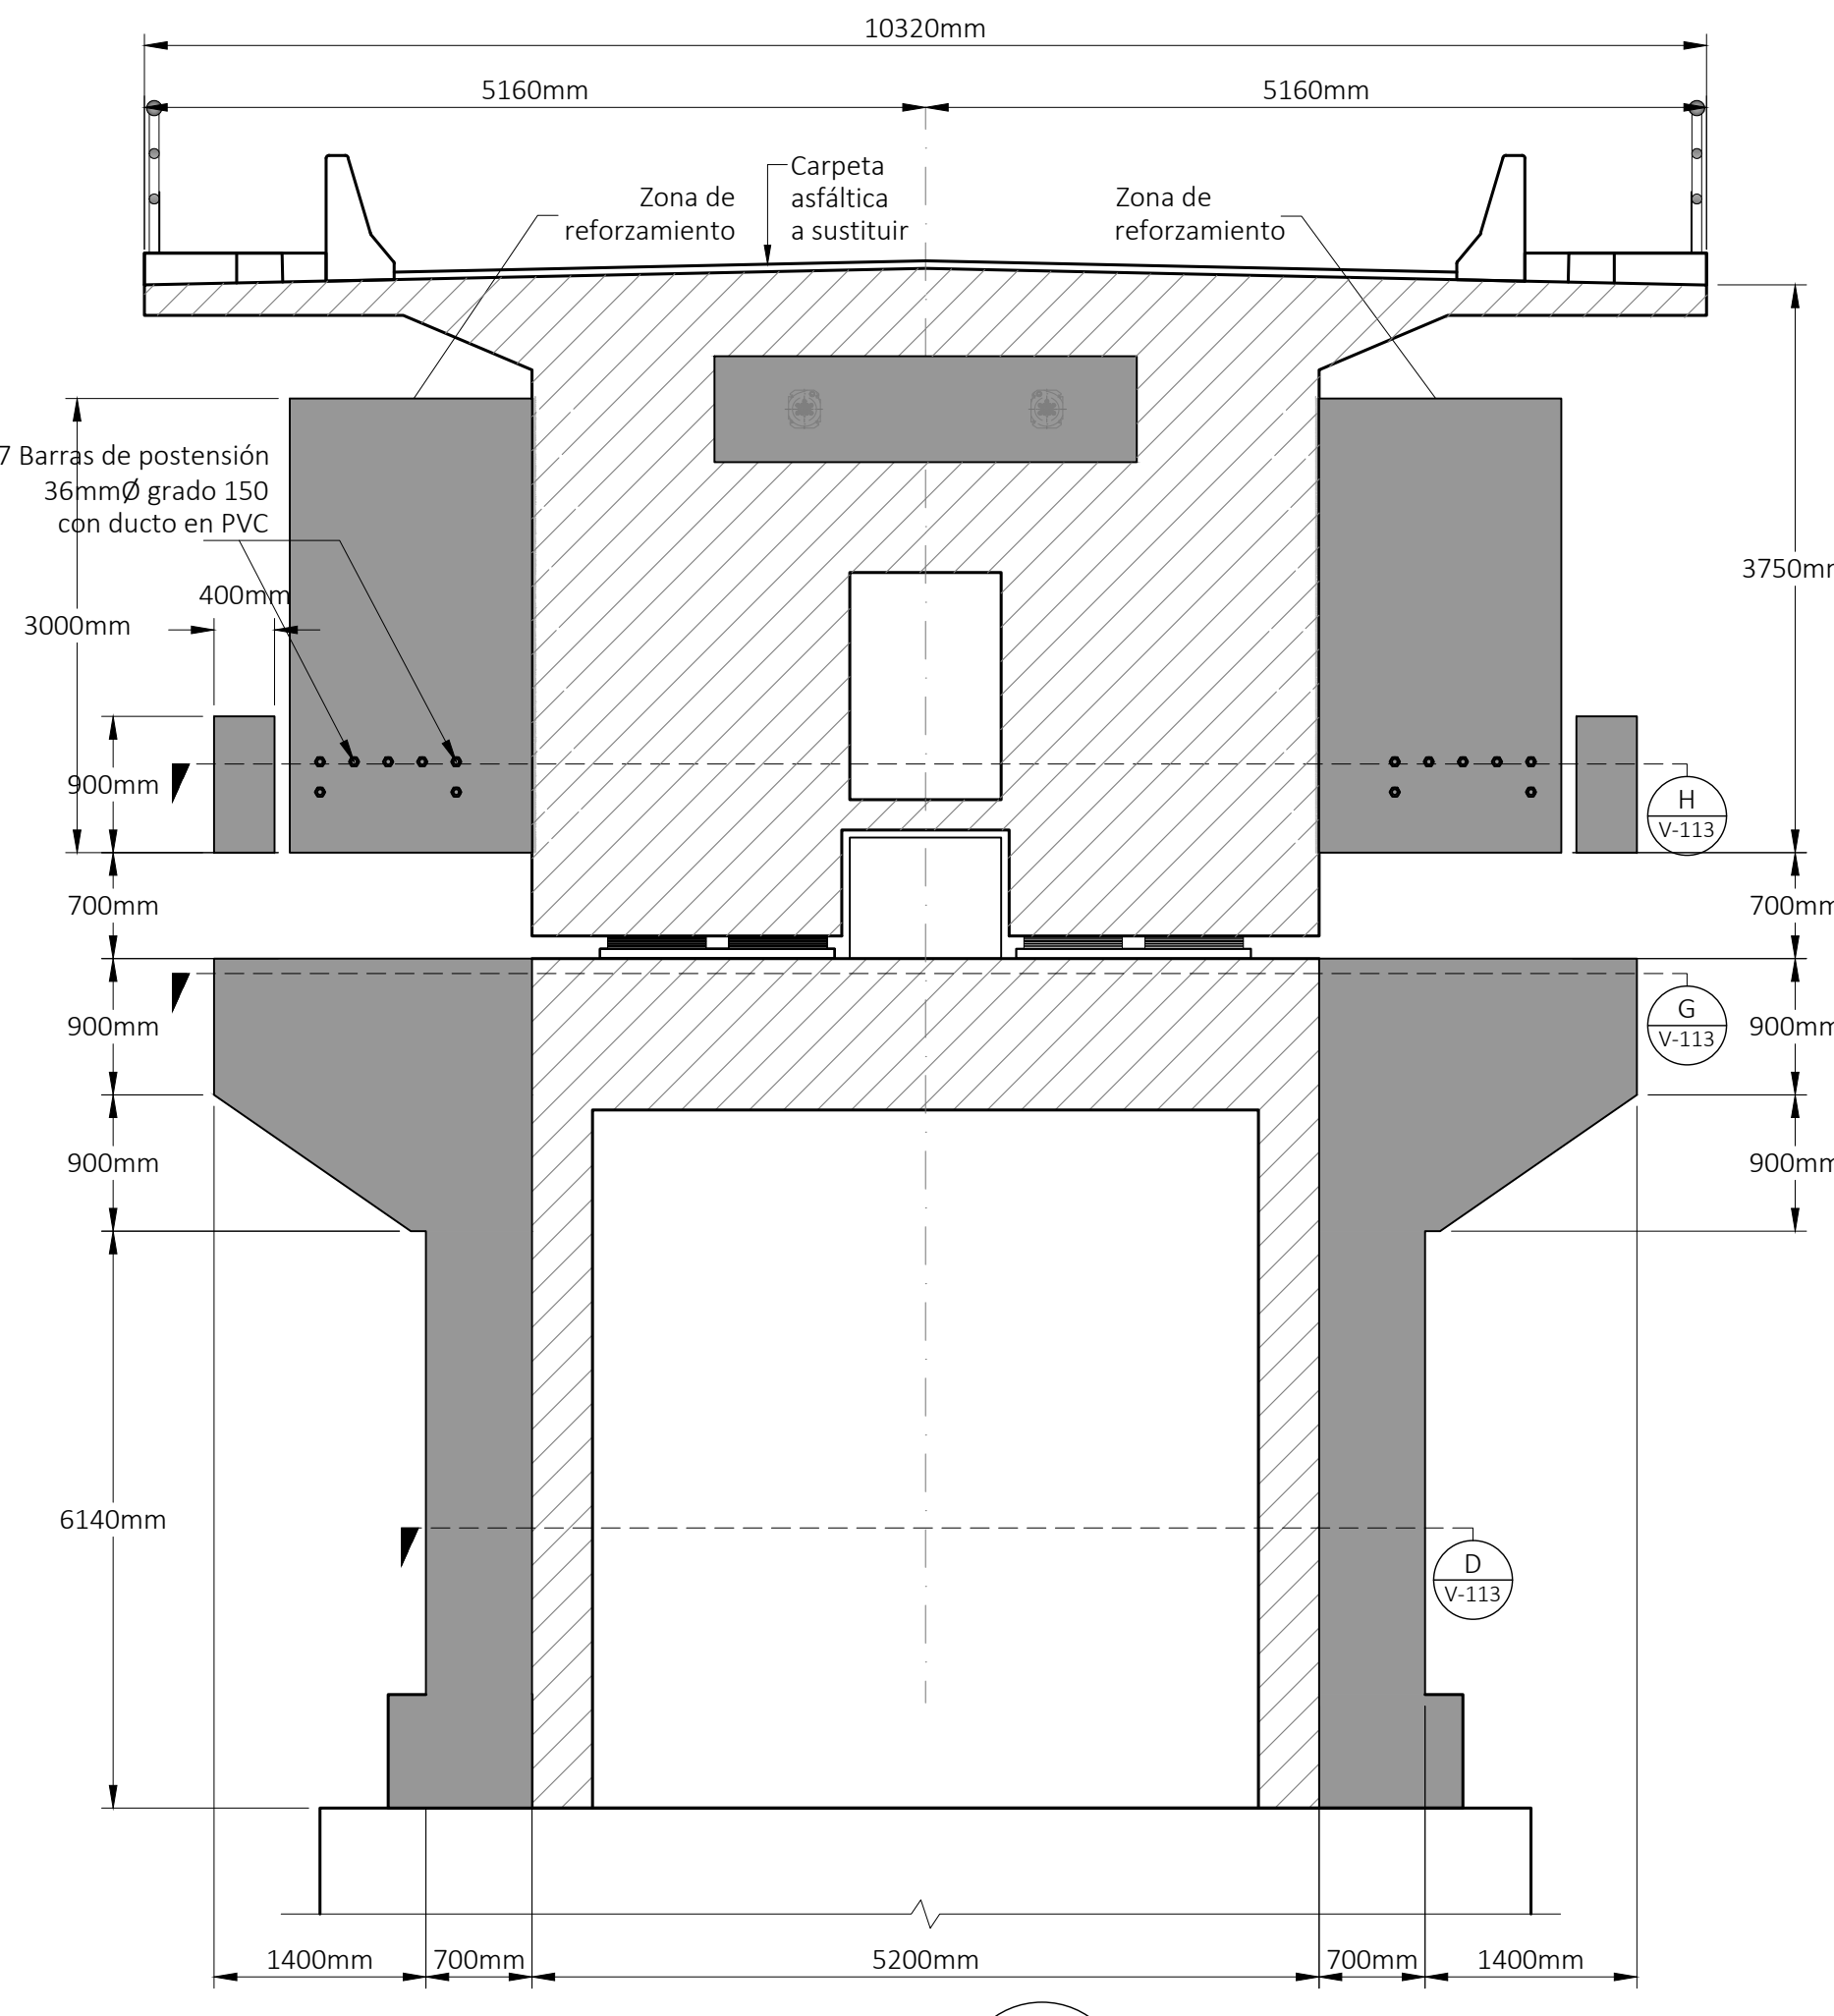 10320mm
5160mm
5160mm
Carpeta
asfáltica
a sustituir
Zona de
reforzamiento
Zona de
reforzamiento
7 Barras de postensión
36mmØ grado 150
con ducto en PVC
3750mm
400mm
3000mm
900mm
H
V-113
700mm
700mm
900mm
G
V-113
900mm
900mm
900mm
6140mm
D
V-113
1400mm
700mm
5200mm
700mm
1400mm